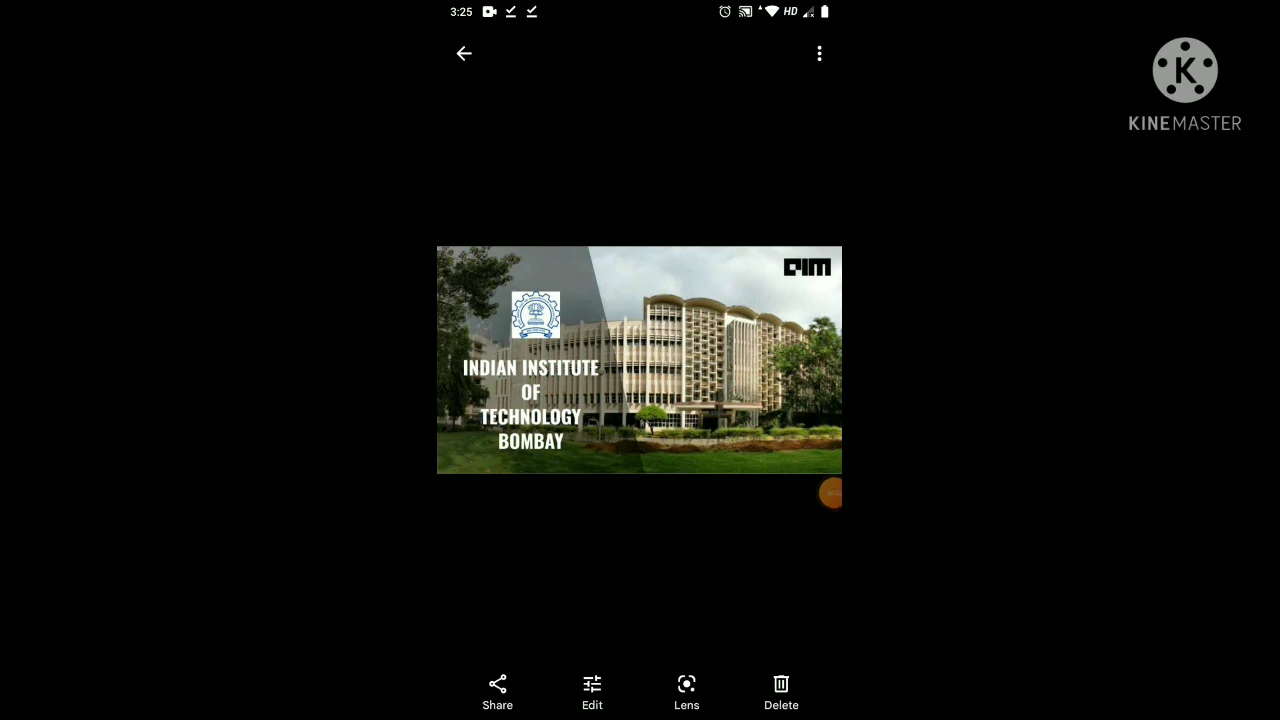 3:25
HD
KINEMASTER
K
AIM
INDIAN INSTITUTE
OF
TECHNOLOGY
BOMBAY
Share
Edit
Lens
Delete